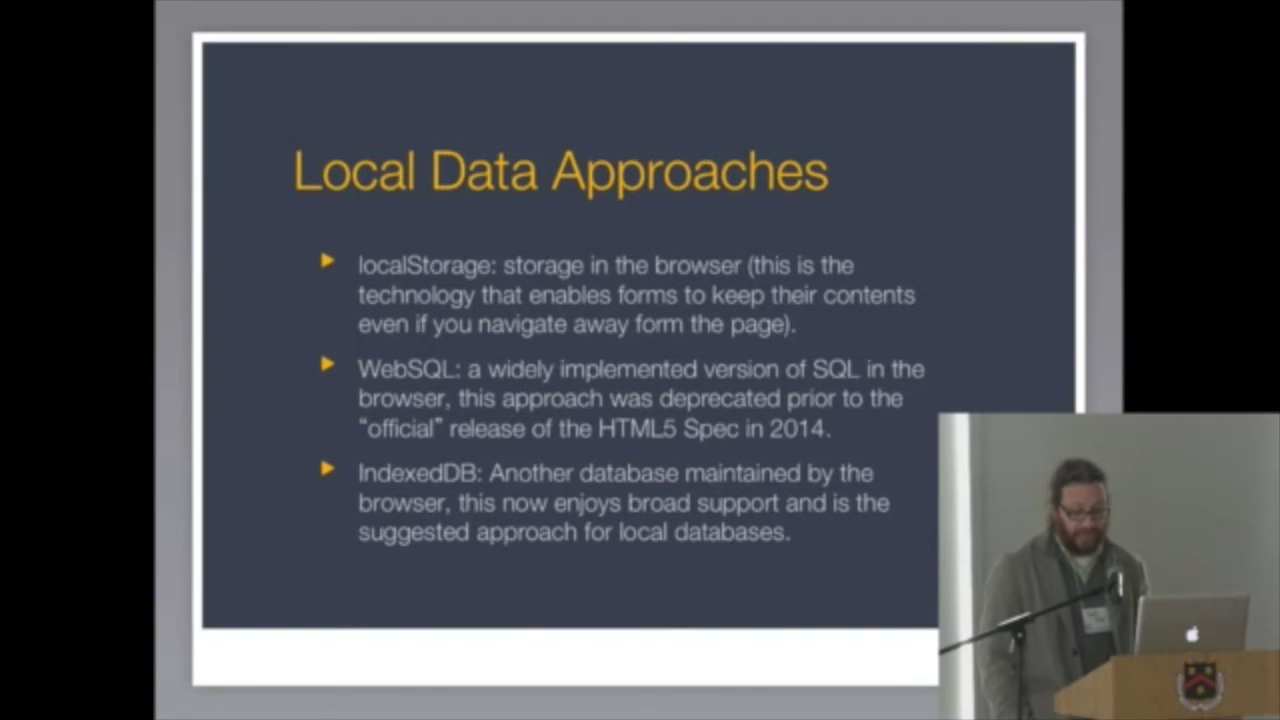 Local Data Approaches
localStorage: storage in the browser (this is the
technology that enables forms to keep their contents
even if you navigate away form the page).
WebSQL: a widely implemented version of SQL in the
browser, this approach was deprecated prior to the
“official” release of the HTML5 Spec in 2014.
IndexedDB: Another database maintained by the
browser, this now enjoys broad support and is the
suggested approach for local databases.